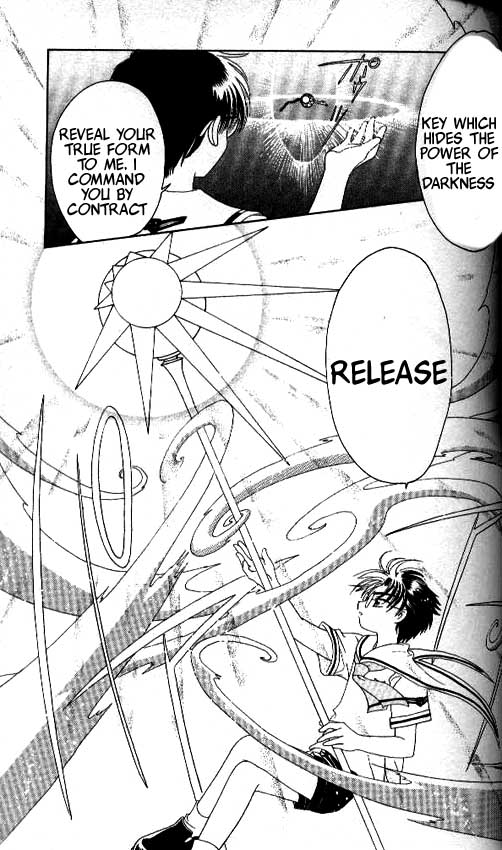 KEY WHICH
HIDES THE
POWER OF
THE
DARKNESS
REVEAL YOUR
TRUE FORM
TO ME. I
COMMAND
YOU BY
CONTRACT
RELEASE